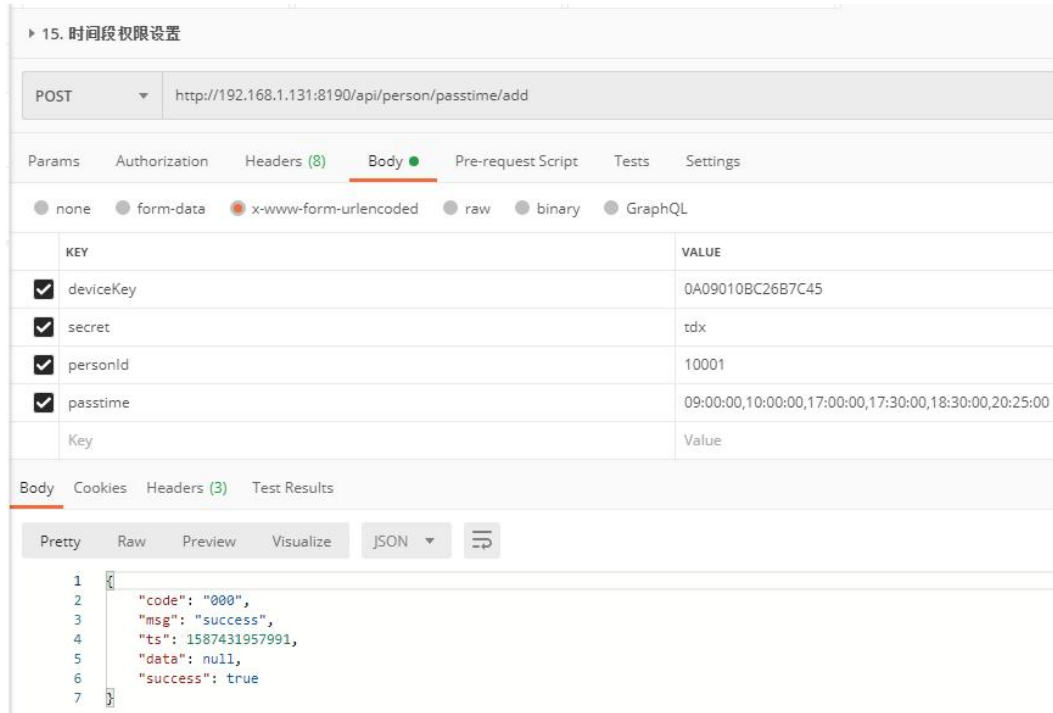 15. 时间段权限设置
POST http://192.168.1.131:8190/api/person/passtime/add
Params Authorization Headers (8) Body Pre-request Script Tests Settings
none form-data x-www-form-urlencoded raw binary GraphQL
KEY VALUE
deviceKey 0A09010BC26B7C45
secret tdx
personId 10001
passtime 09:00:00,10:00:00,17:00:00,17:30:00,18:30:00,20:25:00
Key Value
Body Cookies Headers (3) Test Results
Pretty Raw Preview Visualize JSON
1 {
2 "code": "000",
3 "msg": "success",
4 "ts": 1587431957991,
5 "data": null,
6 "success": true
7 }